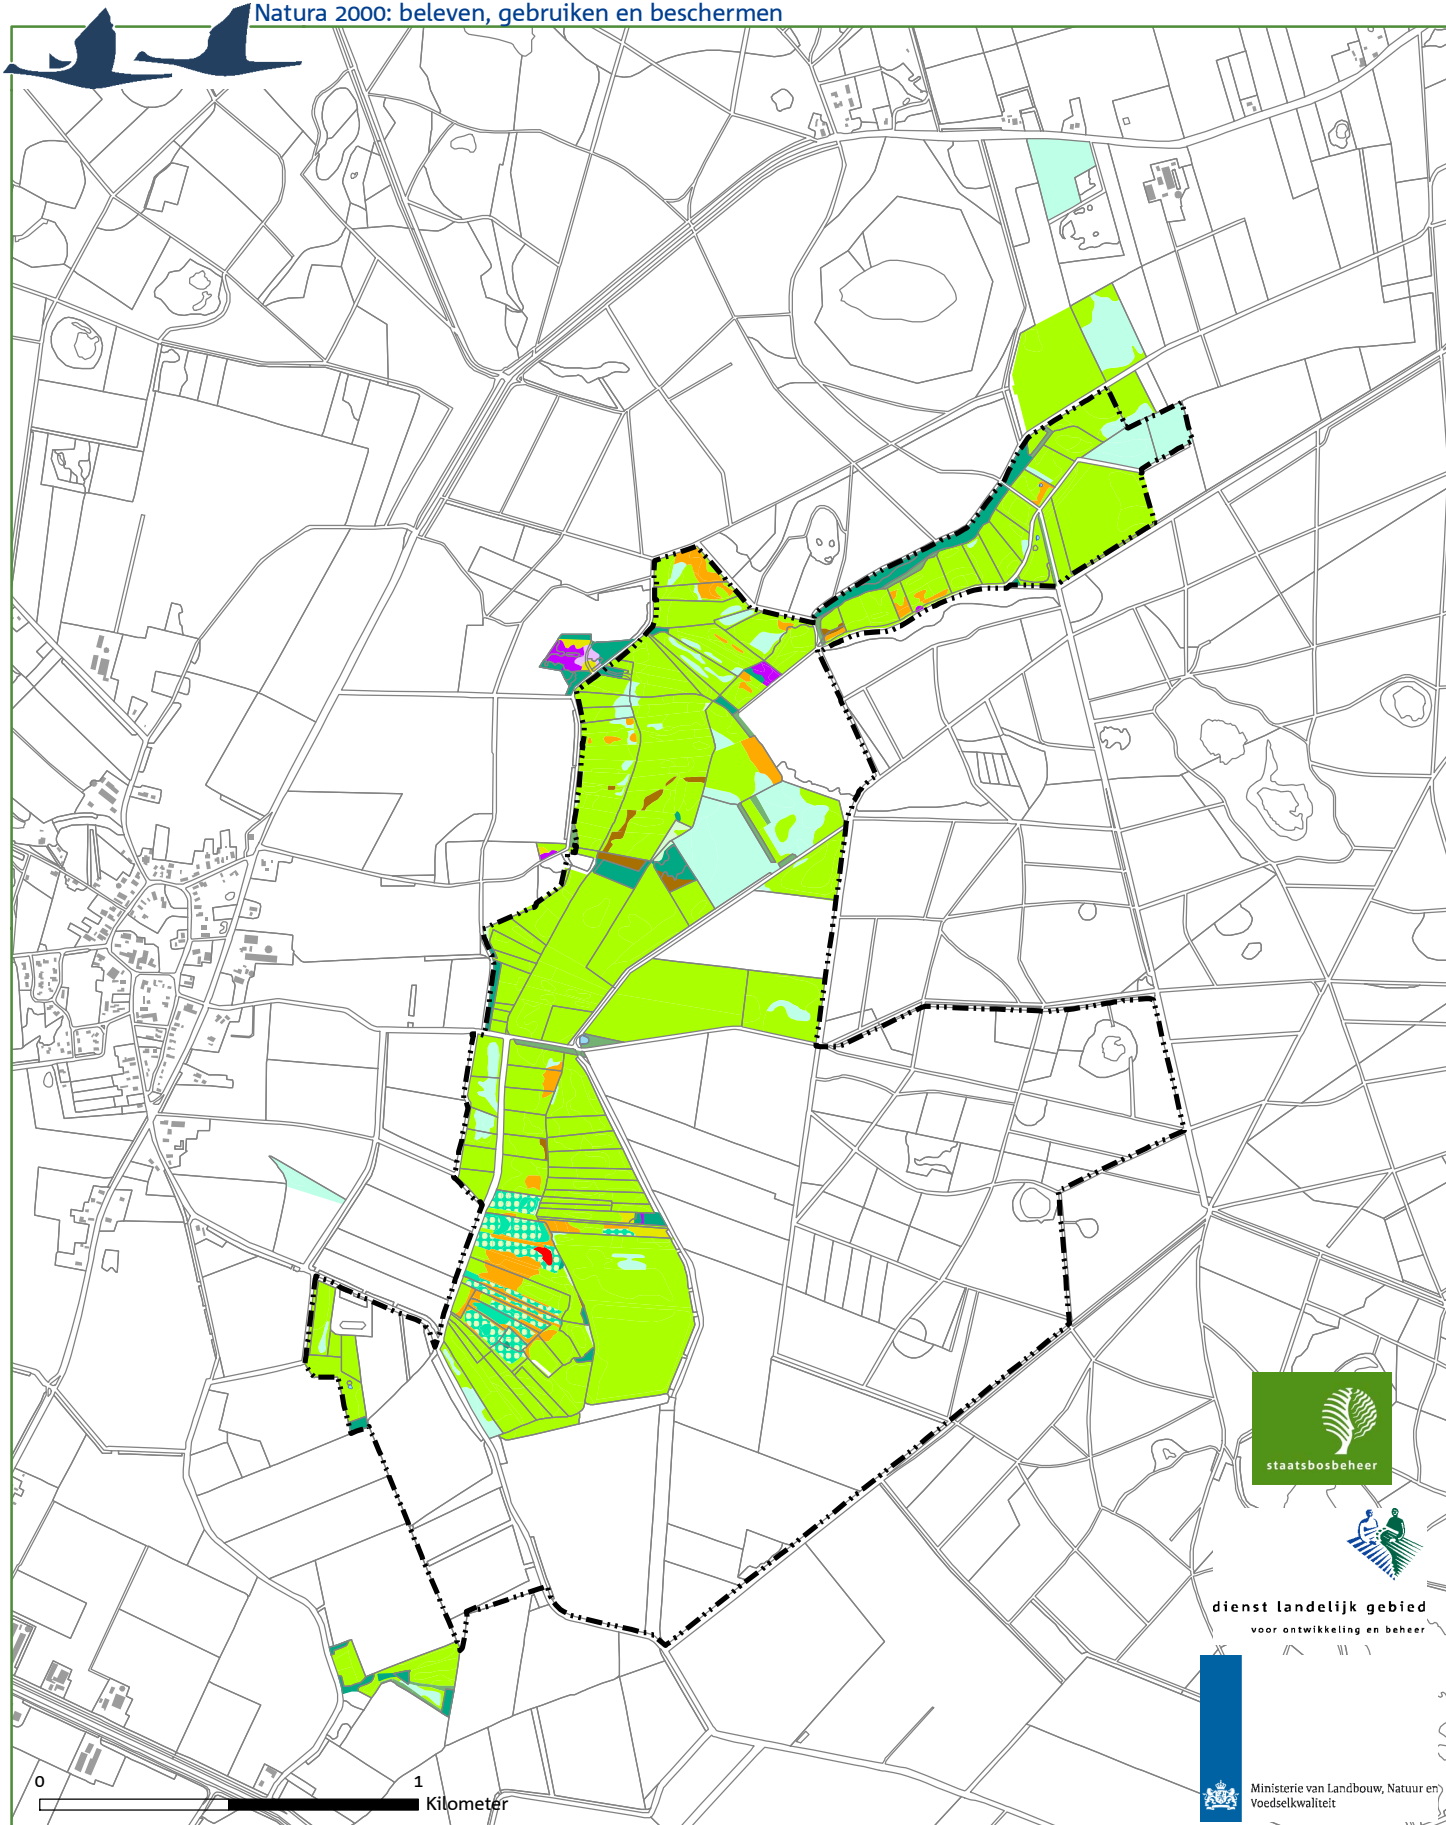 Natura 2000: beleven, gebruiken en beschermen
staatsbosbeheer
dienst landelijk gebied
voor ontwikkeling en beheer
0 1
Kilometer
Ministerie van Landbouw, Natuur en
Voedselkwaliteit